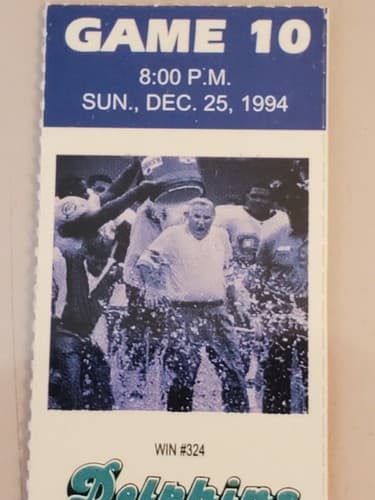 GAME 10
8:00 P.M.
SUN., DEC. 25, 1994
WIN #324
Dolphins